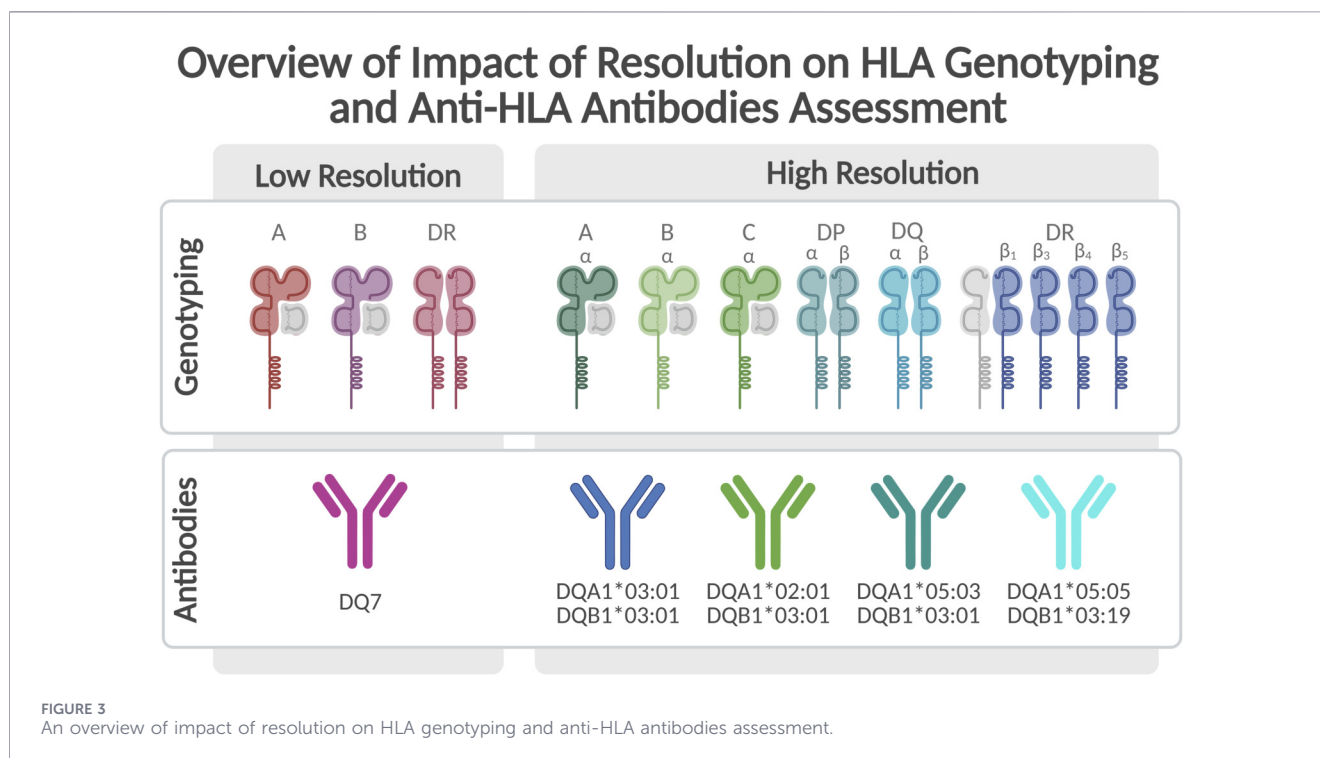 Overview of Impact of Resolution on HLA Genotyping
and Anti-HLA Antibodies Assessment
Low Resolution
High Resolution
Genotyping
A B DR
A B C DP DQ DR
α α α α β α β β₁ β₃ β₄ β₅
Antibodies
DQ7
DQA1*03:01 DQA1*02:01 DQA1*05:03 DQA1*05:05
DQB1*03:01 DQB1*03:01 DQB1*03:01 DQB1*03:19
FIGURE 3
An overview of impact of resolution on HLA genotyping and anti-HLA antibodies assessment.